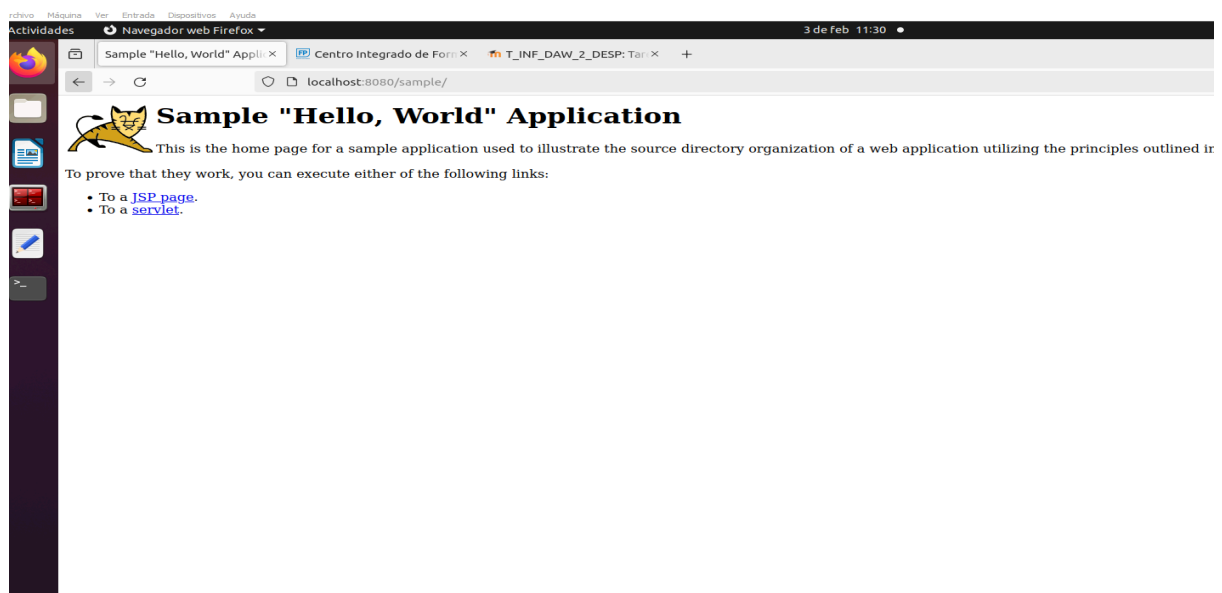 rchivo Máquina Ver Entrada Dispositivos Ayuda
Actividades Navegador web Firefox 3 de feb 11:30
Sample "Hello, World" Applic FP Centro Integrado de Form T_INF_DAW_2_DESP: Tar
localhost:8080/sample/
Sample "Hello, World" Application
This is the home page for a sample application used to illustrate the source directory organization of a web application utilizing the principles outlined in
To prove that they work, you can execute either of the following links:
• To a JSP page.
• To a servlet.